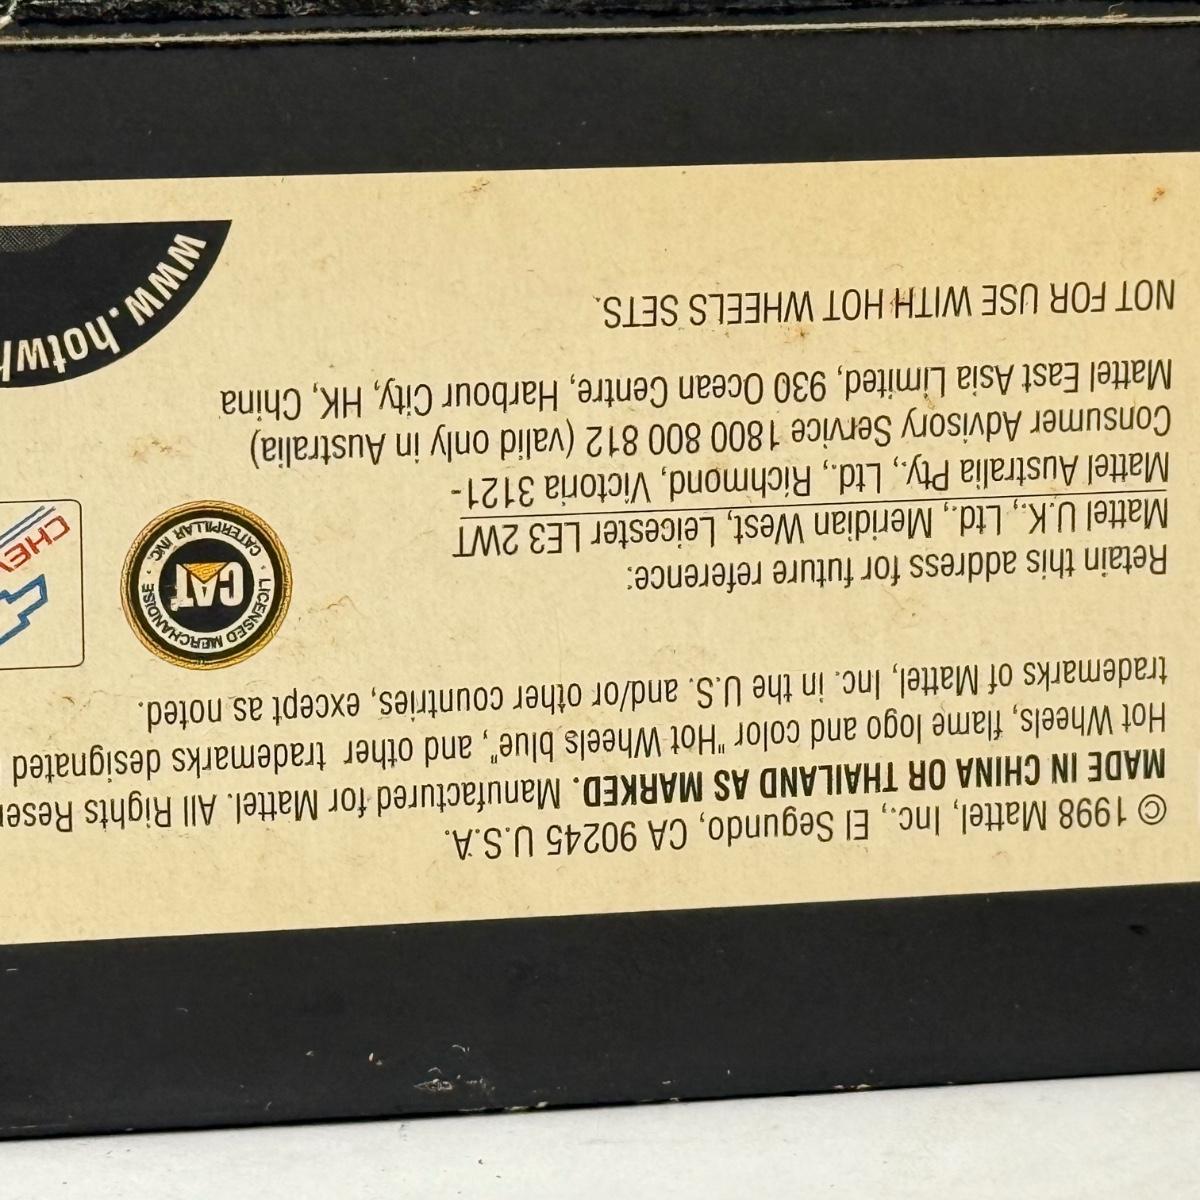 © 1998 Mattel, Inc., El Segundo, CA 90245 U.S.A.
MADE IN CHINA OR THAILAND AS MARKED. Manufactured for Mattel. All Rights Reser
Hot Wheels, flame logo and color "Hot Wheels blue", and other trademarks designated
trademarks of Mattel, Inc. in the U.S. and/or other countries, except as noted.
Retain this address for future reference:
Mattel U.K., Ltd., Meridian West, Leicester LE3 2WT
Mattel Australia Pty., Ltd., Richmond, Victoria 3121-
Consumer Advisory Service 1800 800 812 (valid only in Australia)
Mattel East Asia Limited, 930 Ocean Centre, Harbour City, HK, China
NOT FOR USE WITH HOT WHEELS SETS.
LICENSED MERCHANDISE
CAT
CATERPILLAR INC.
CHEV
www.hotwh